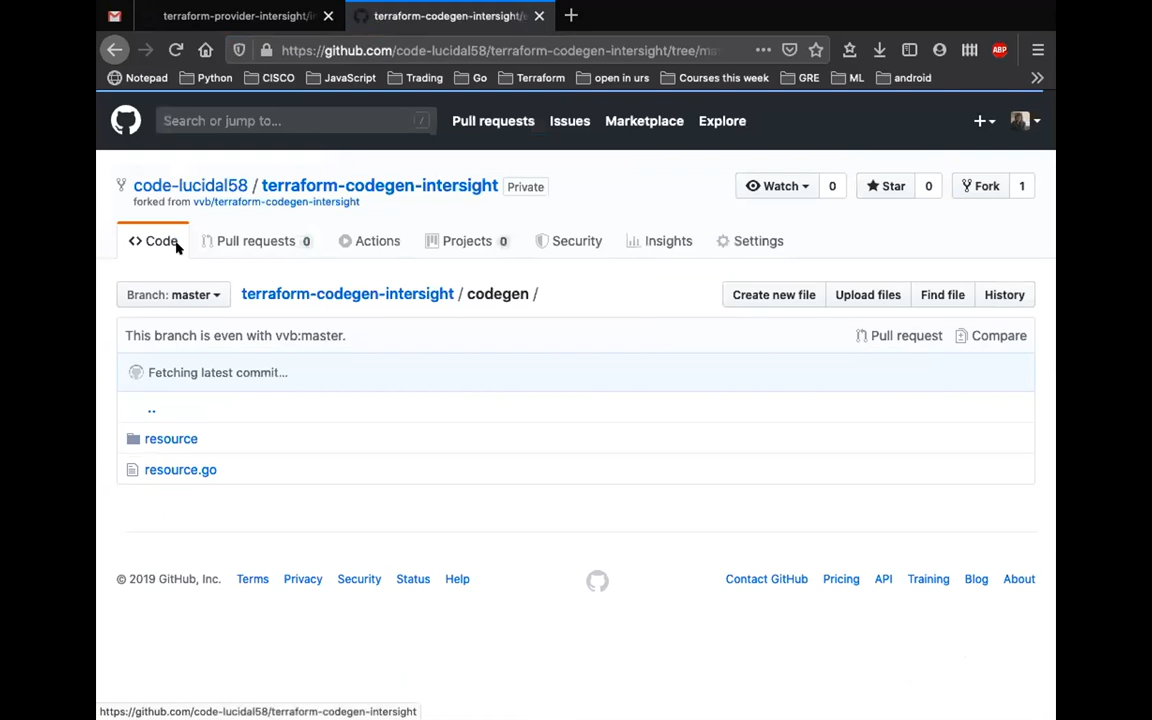 terraform-provider-intersight/i
terraform-codegen-intersight/
https://github.com/code-lucidal58/terraform-codegen-intersight/tree/ma
ABP
Notepad Python CISCO JavaScript Trading Go Terraform open in urs Courses this week GRE ML android
Search or jump to... /
Pull requests Issues Marketplace Explore
code-lucidal58 / terraform-codegen-intersight Private
Watch 0 Star 0 Fork 1
forked from vvb/terraform-codegen-intersight
Code Pull requests 0 Actions Projects 0 Security Insights Settings
Branch: master terraform-codegen-intersight / codegen / Create new file Upload files Find file History
This branch is even with vvb:master. Pull request Compare
Fetching latest commit...
..
resource
resource.go
© 2019 GitHub, Inc. Terms Privacy Security Status Help Contact GitHub Pricing API Training Blog About
https://github.com/code-lucidal58/terraform-codegen-intersight